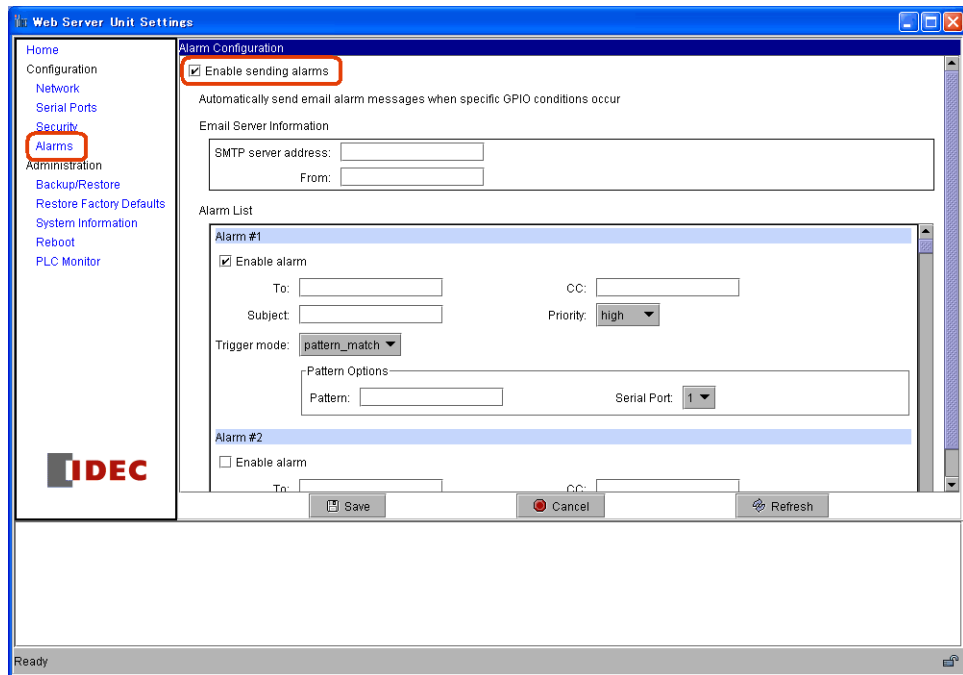 Web Server Unit Settings
Home
Configuration
Network
Serial Ports
Security
Alarms
Administration
Backup/Restore
Restore Factory Defaults
System Information
Reboot
PLC Monitor
IDEC
Alarm Configuration
Enable sending alarms
Automatically send email alarm messages when specific GPIO conditions occur
Email Server Information
SMTP server address:
From:
Alarm List
Alarm #1
Enable alarm
To: CC:
Subject: Priority: high
Trigger mode: pattern_match
Pattern Options
Pattern: Serial Port: 1
Alarm #2
Enable alarm
To: CC:
Save Cancel Refresh
Ready